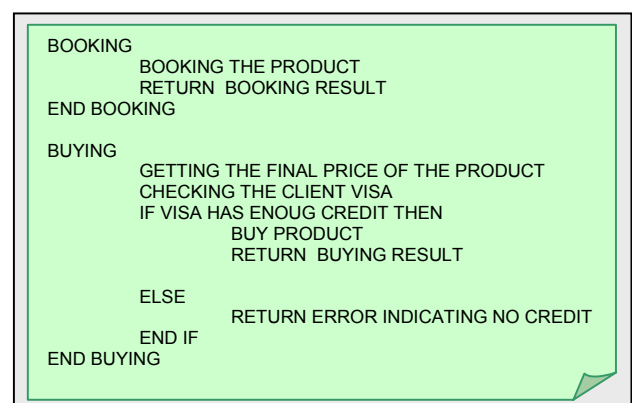 BOOKING
BOOKING THE PRODUCT
RETURN BOOKING RESULT
END BOOKING
BUYING
GETTING THE FINAL PRICE OF THE PRODUCT
CHECKING THE CLIENT VISA
IF VISA HAS ENOUG CREDIT THEN
BUY PRODUCT
RETURN BUYING RESULT
ELSE
RETURN ERROR INDICATING NO CREDIT
END IF
END BUYING